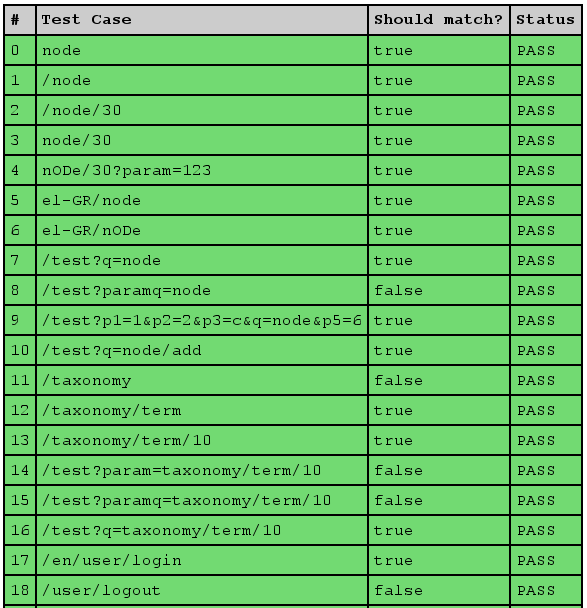 # Test Case Should match? Status
0 node true PASS
1 /node true PASS
2 /node/30 true PASS
3 node/30 true PASS
4 nODe/30?param=123 true PASS
5 el-GR/node true PASS
6 el-GR/nODe true PASS
7 /test?q=node true PASS
8 /test?paramq=node false PASS
9 /test?p1=1&p2=2&p3=c&q=node&p5=6 true PASS
10 /test?q=node/add true PASS
11 /taxonomy false PASS
12 /taxonomy/term true PASS
13 /taxonomy/term/10 true PASS
14 /test?param=taxonomy/term/10 false PASS
15 /test?paramq=taxonomy/term/10 false PASS
16 /test?q=taxonomy/term/10 true PASS
17 /en/user/login true PASS
18 /user/logout false PASS